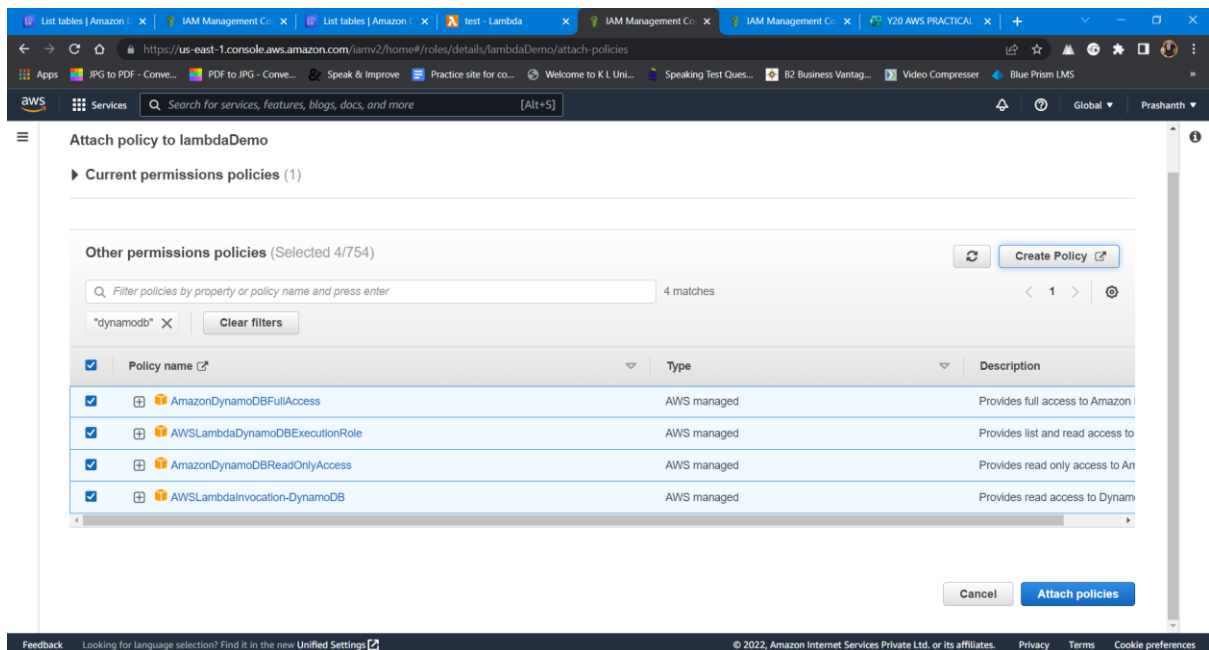 List tables | Amazon D
IAM Management Co
List tables | Amazon D
test - Lambda
IAM Management Co
IAM Management Co
Y20 AWS PRACTICAL
https://us-east-1.console.aws.amazon.com/iamv2/home#/roles/details/lambdaDemo/attach-policies
Apps
JPG to PDF - Conve...
PDF to JPG - Conve...
Speak & Improve
Practice site for co...
Welcome to K L Uni...
Speaking Test Ques...
B2 Business Vantag...
Video Compresser
Blue Prism LMS
»
aws
Services
Search for services, features, blogs, docs, and more
[Alt+S]
Global
Prashanth
Attach policy to lambdaDemo
Current permissions policies (1)
Other permissions policies (Selected 4/754)
Create Policy
Filter policies by property or policy name and press enter
4 matches
1
"dynamodb"
Clear filters
Policy name
Type
Description
AmazonDynamoDBFullAccess
AWS managed
Provides full access to Amazon
AWSLambdaDynamoDBExecutionRole
AWS managed
Provides list and read access to
AmazonDynamoDBReadOnlyAccess
AWS managed
Provides read only access to Am
AWSLambdaInvocation-DynamoDB
AWS managed
Provides read access to Dynam
Cancel
Attach policies
Feedback
Looking for language selection? Find it in the new Unified Settings
© 2022, Amazon Internet Services Private Ltd. or its affiliates.
Privacy
Terms
Cookie preferences